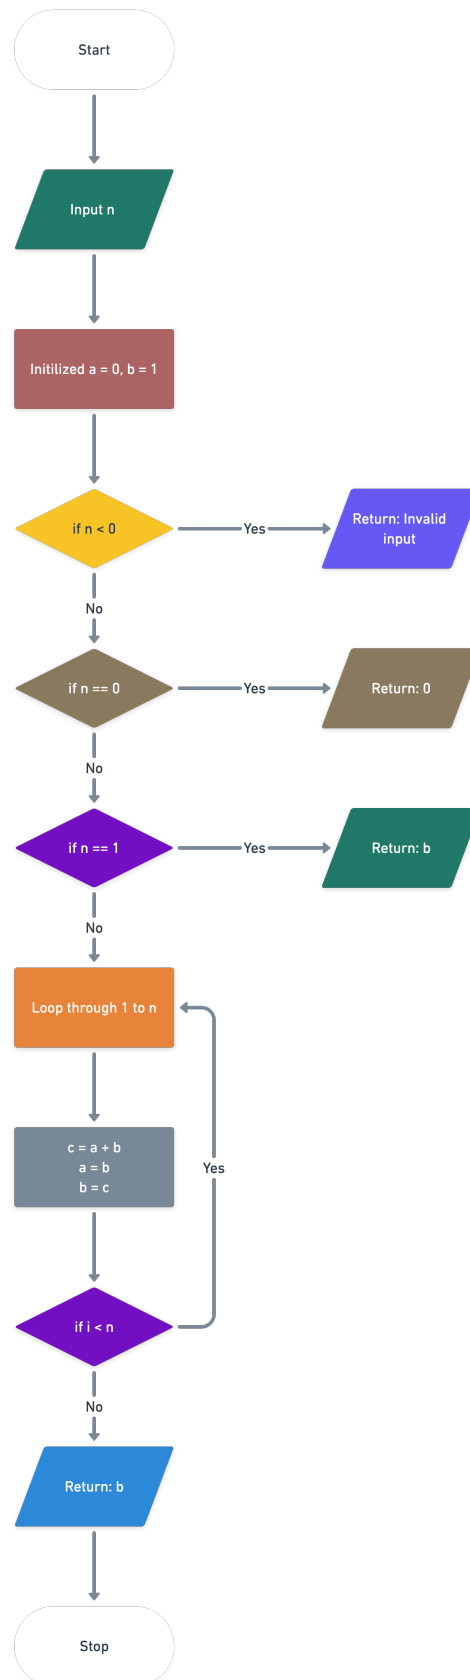 Start
Input n
Initilized a = 0, b = 1
if n < 0
Yes
Return: Invalid
input
No
if n == 0
Yes
Return: 0
No
if n == 1
Yes
Return: b
No
Loop through 1 to n
c = a + b
a = b
b = c
Yes
if i < n
No
Return: b
Stop